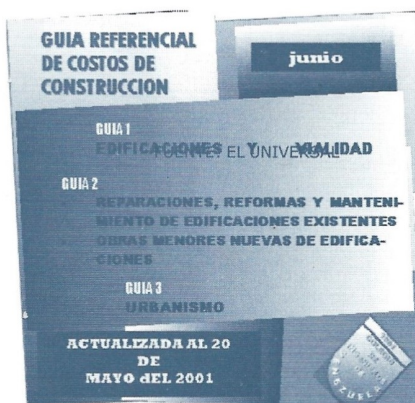 GUIA REFERENCIAL
DE COSTOS DE
CONSTRUCCION
junio
GUIA 1
EDIFICACIONES Y VIALIDAD
FUENTE: EL UNIVERSAL
GUIA 2
REPARACIONES, REFORMAS Y MANTENI-
MIENTO DE EDIFICACIONES EXISTENTES
OBRAS MENORES NUEVAS DE EDIFICA-
CIONES
GUIA 3
URBANISMO
ACTUALIZADA AL 20
DE
MAYO dEL 2001